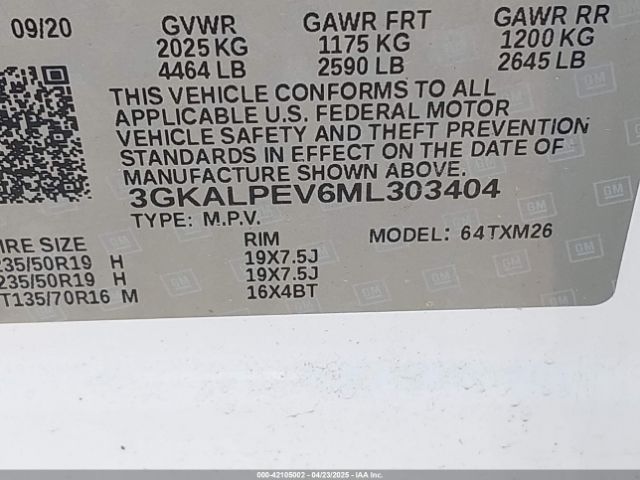 09/20 GVWR GAWR FRT GAWR RR
2025 KG 1175 KG 1200 KG
4464 LB 2590 LB 2645 LB
THIS VEHICLE CONFORMS TO ALL
APPLICABLE U.S. FEDERAL MOTOR
VEHICLE SAFETY AND THEFT PREVENTION
STANDARDS IN EFFECT ON THE DATE OF
MANUFACTURE SHOWN ABOVE.
3GKALPEV6ML303404
TYPE: M.P.V.
IRE SIZE RIM MODEL: 64TXM26
235/50R19 H 19X7.5J
235/50R19 H 19X7.5J
T135/70R16 M 16X4BT
000-42105002 - 04/23/2025 - IAA Inc. Copyright